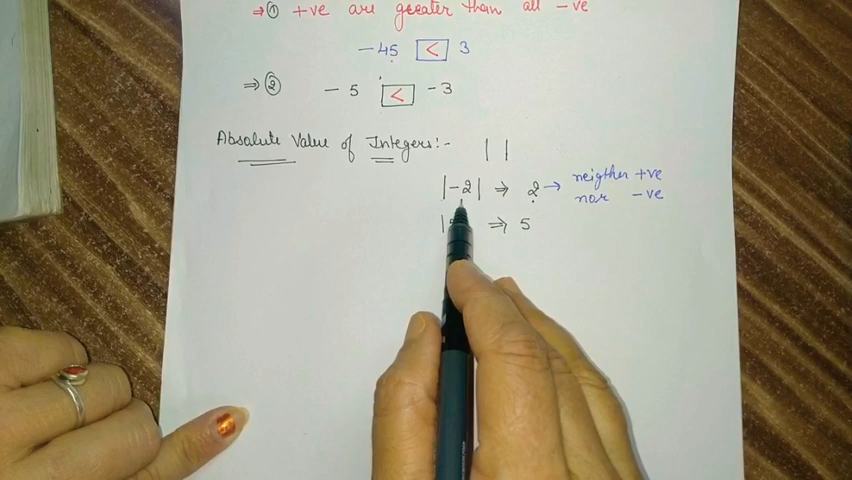 ⇒ ① +ve are greater than all -ve
-45 < 3
⇒ ② -5 < -3
Absolute Value of Integers:- | |
|-2| ⇒ 2 → neigther +ve
nor -ve
⇒ 5